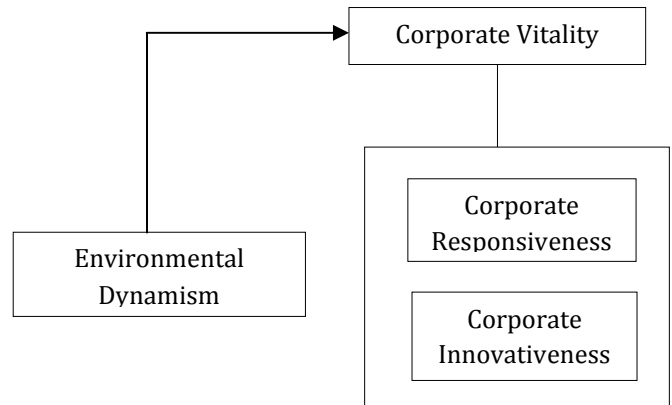 Corporate Vitality
Corporate
Responsiveness
Environmental
Dynamism
Corporate
Innovativeness